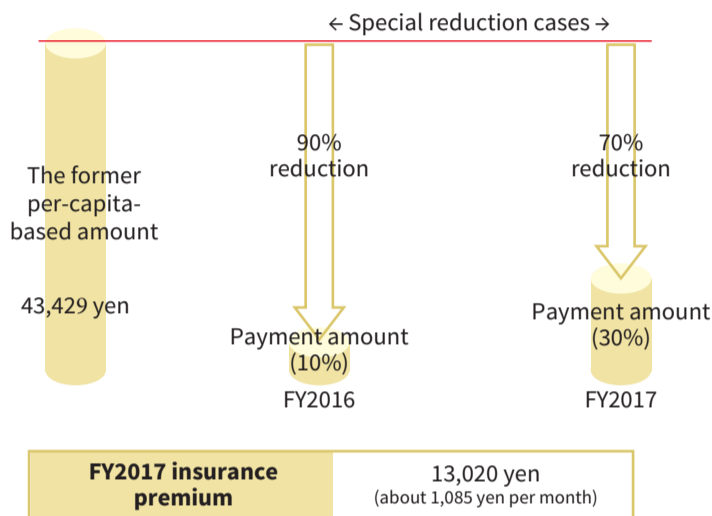 ← Special reduction cases →
The former
per-capita-
based amount
43,429 yen
90%
reduction
Payment amount
(10%)
FY2016
70%
reduction
Payment amount
(30%)
FY2017
FY2017 insurance
premium
13,020 yen
(about 1,085 yen per month)